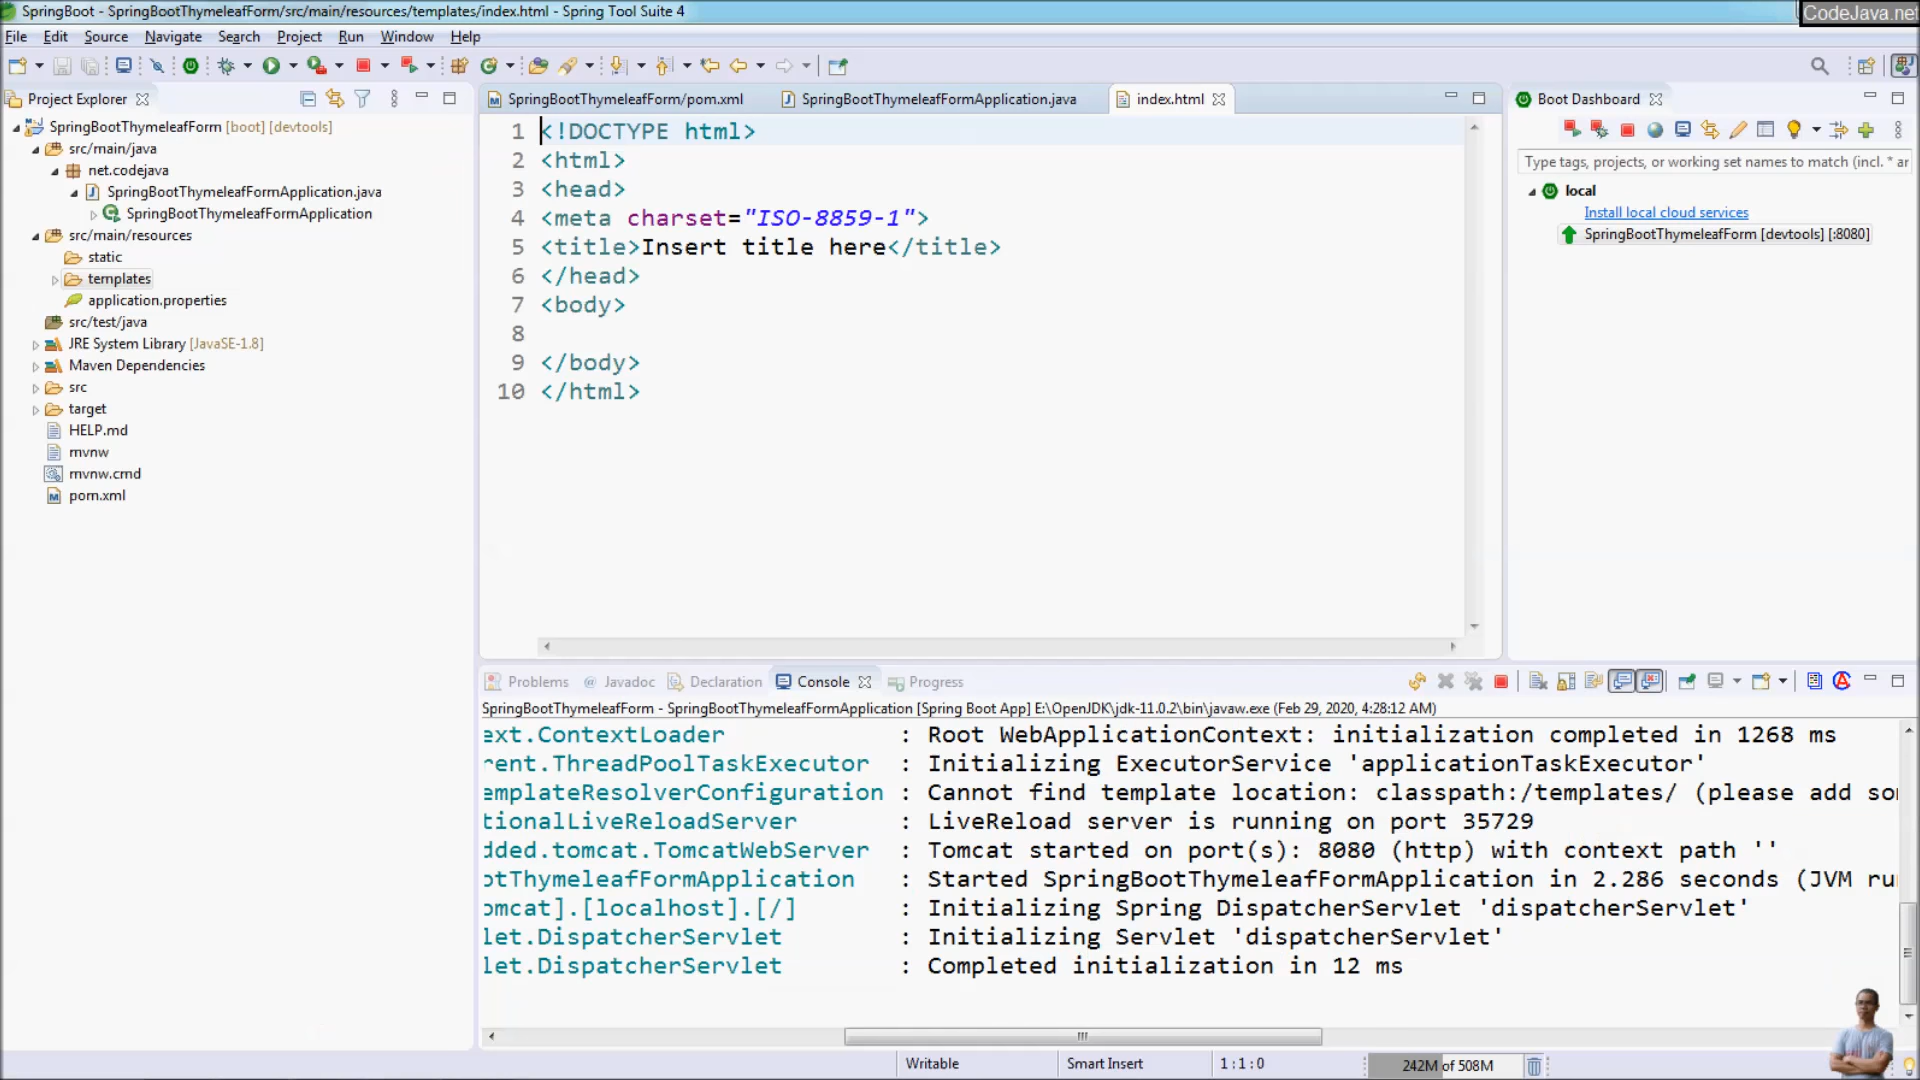 SpringBoot - SpringBootThymeleafForm/src/main/resources/templates/index.html - Spring Tool Suite 4
CodeJava.net
File Edit Source Navigate Search Project Run Window Help
Project Explorer
SpringBootThymeleafForm [boot] [devtools]
src/main/java
net.codejava
SpringBootThymeleafFormApplication.java
SpringBootThymeleafFormApplication
src/main/resources
static
templates
application.properties
src/test/java
JRE System Library [JavaSE-1.8]
Maven Dependencies
src
target
HELP.md
mvnw
mvnw.cmd
pom.xml
SpringBootThymeleafForm/pom.xml SpringBootThymeleafFormApplication.java index.html
1 <!DOCTYPE html>
2 <html>
3 <head>
4 <meta charset="ISO-8859-1">
5 <title>Insert title here</title>
6 </head>
7 <body>
8
9 </body>
10 </html>
Boot Dashboard
Type tags, projects, or working set names to match (incl. * ar
local
Install local cloud services
SpringBootThymeleafForm [devtools] [:8080]
Problems @ Javadoc Declaration Console Progress
SpringBootThymeleafForm - SpringBootThymeleafFormApplication [Spring Boot App] E:\OpenJDK\jdk-11.0.2\bin\javaw.exe (Feb 29, 2020, 4:28:12 AM)
ext.ContextLoader : Root WebApplicationContext: initialization completed in 1268 ms
rent.ThreadPoolTaskExecutor : Initializing ExecutorService 'applicationTaskExecutor'
emplateResolverConfiguration : Cannot find template location: classpath:/templates/ (please add som
tionalLiveReloadServer : LiveReload server is running on port 35729
dded.tomcat.TomcatWebServer : Tomcat started on port(s): 8080 (http) with context path ''
otThymeleafFormApplication : Started SpringBootThymeleafFormApplication in 2.286 seconds (JVM run
omcat].[localhost].[/] : Initializing Spring DispatcherServlet 'dispatcherServlet'
let.DispatcherServlet : Initializing Servlet 'dispatcherServlet'
let.DispatcherServlet : Completed initialization in 12 ms
Writable Smart Insert 1 : 1 : 0 242M of 508M